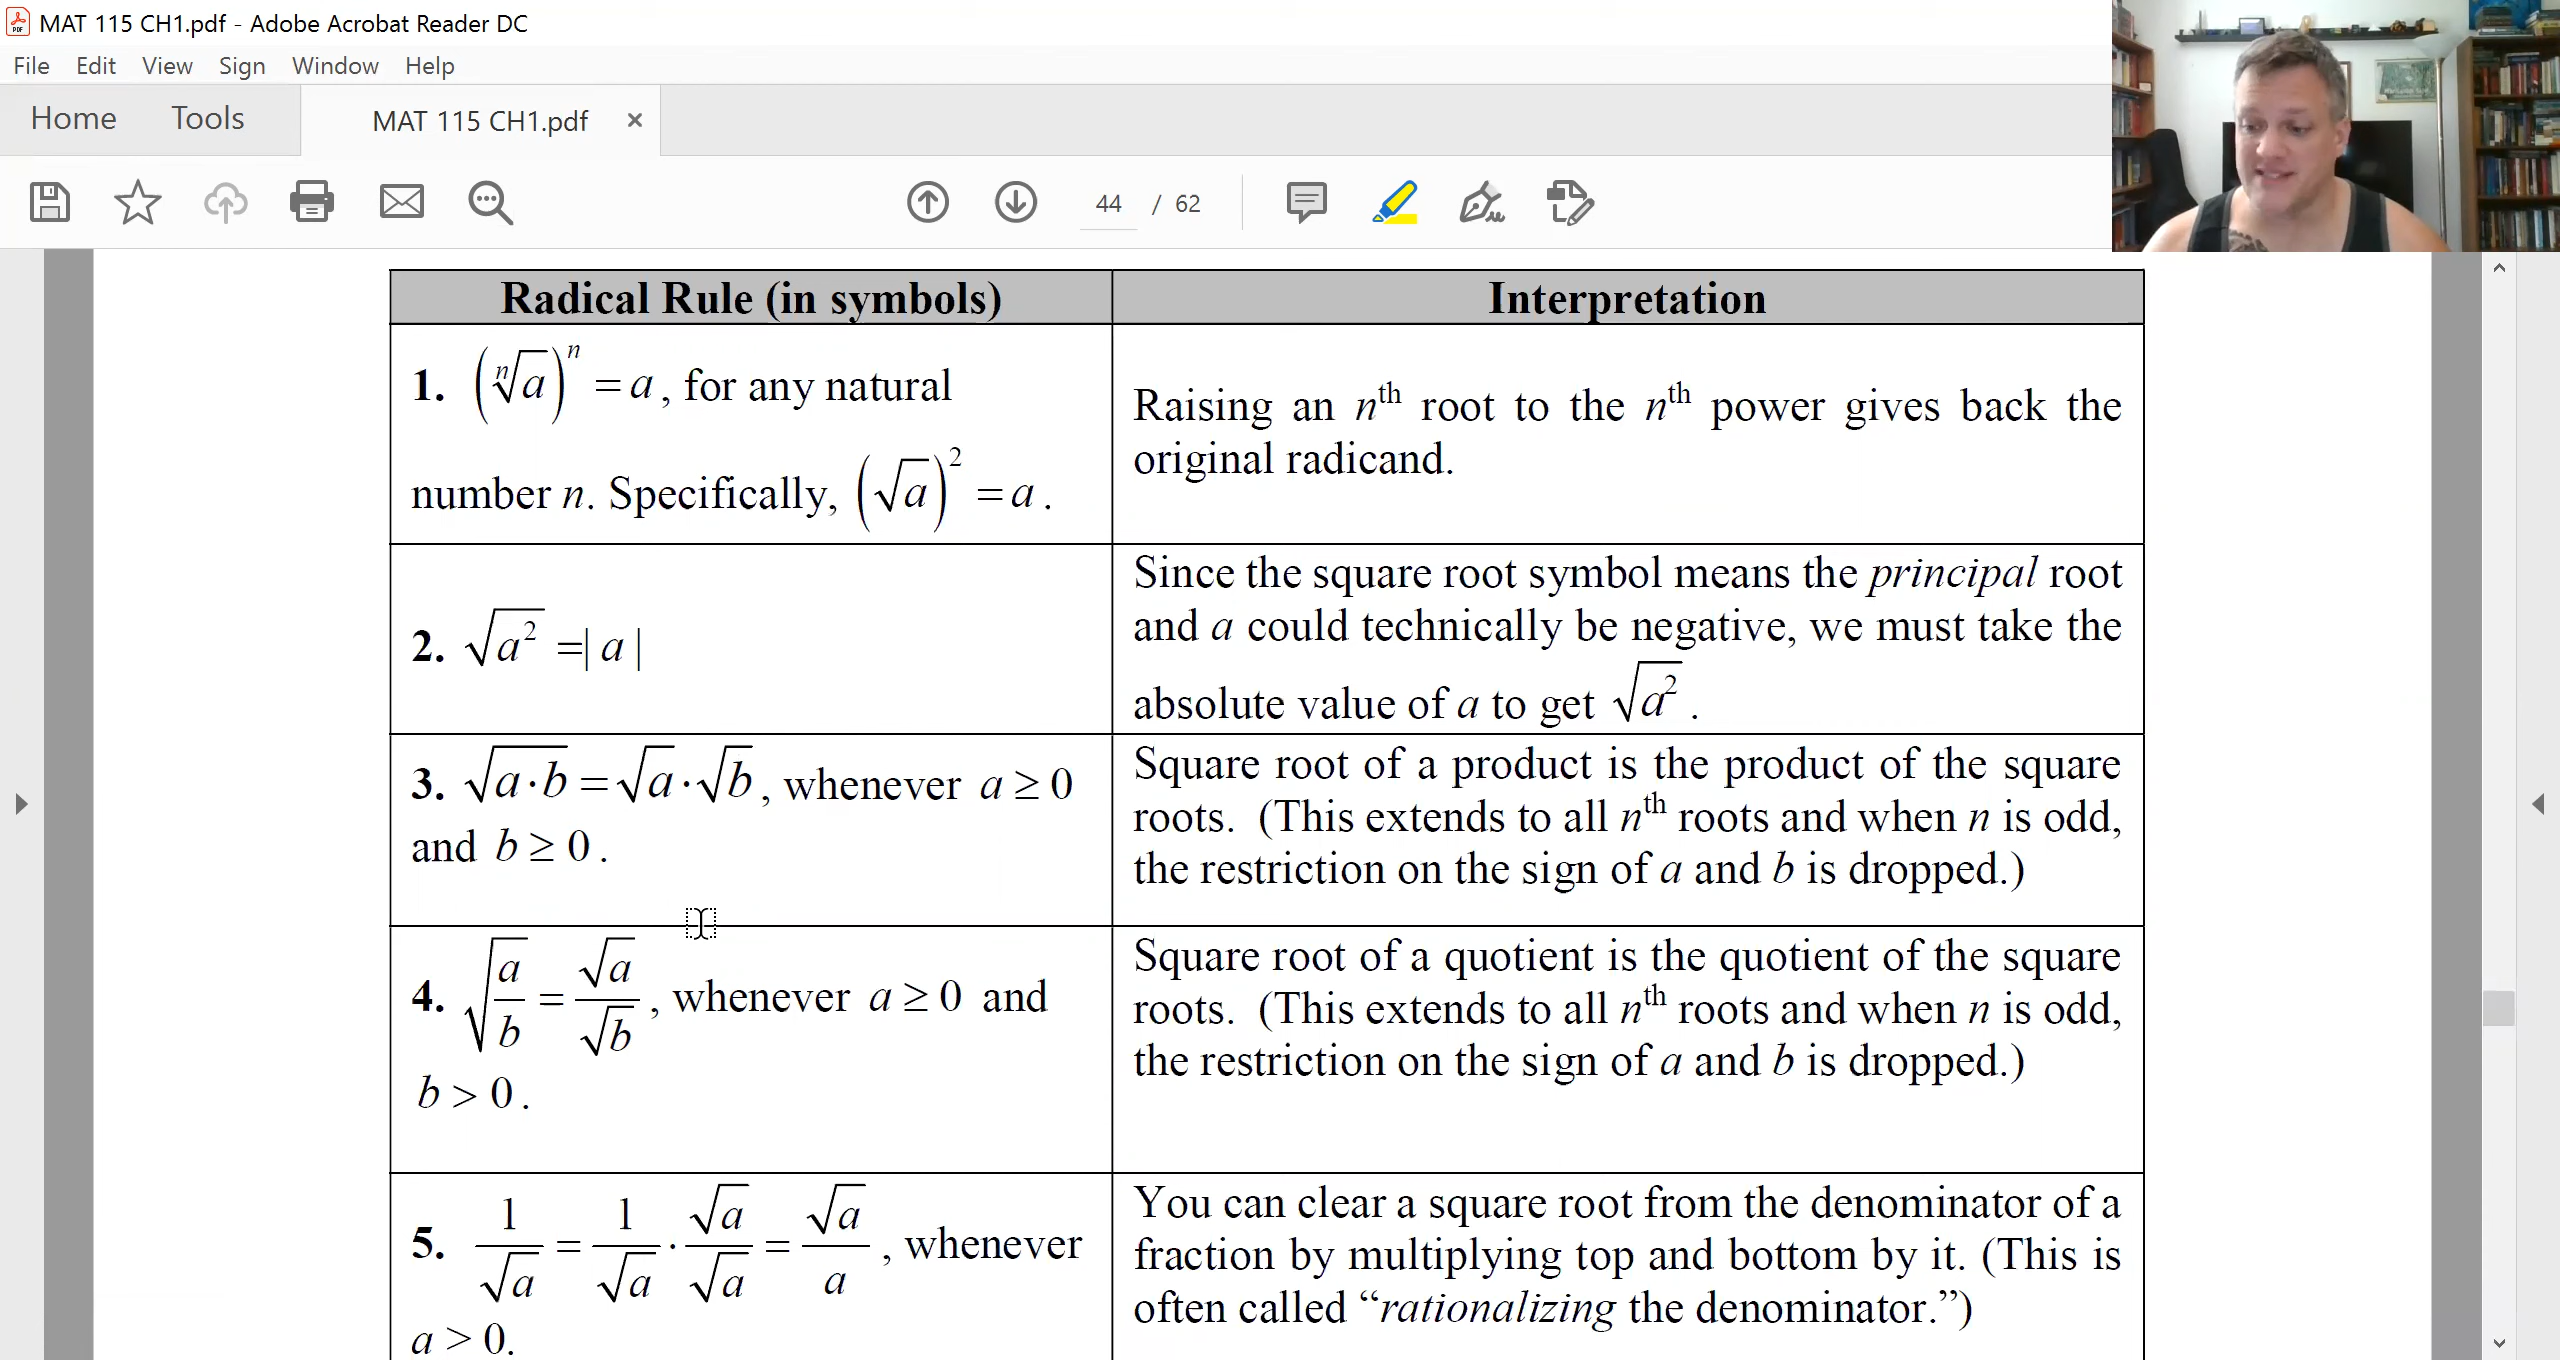 MAT 115 CH1.pdf - Adobe Acrobat Reader DC
File Edit View Sign Window Help
Home Tools MAT 115 CH1.pdf ×
44 / 62
Radical Rule (in symbols) Interpretation
1. (ⁿ√a)ⁿ = a, for any natural
number n. Specifically, (√a)² = a.
Raising an nᵗʰ root to the nᵗʰ power gives back the
original radicand.
2. √a² =| a |
Since the square root symbol means the principal root
and a could technically be negative, we must take the
absolute value of a to get √a².
3. √a·b = √a·√b, whenever a ≥ 0
and b ≥ 0.
Square root of a product is the product of the square
roots. (This extends to all nᵗʰ roots and when n is odd,
the restriction on the sign of a and b is dropped.)
4. √(a/b) = √a/√b, whenever a ≥ 0 and
b > 0.
Square root of a quotient is the quotient of the square
roots. (This extends to all nᵗʰ roots and when n is odd,
the restriction on the sign of a and b is dropped.)
5. 1/√a = 1/√a · √a/√a = √a/a, whenever
a > 0.
You can clear a square root from the denominator of a
fraction by multiplying top and bottom by it. (This is
often called “rationalizing the denominator.”)